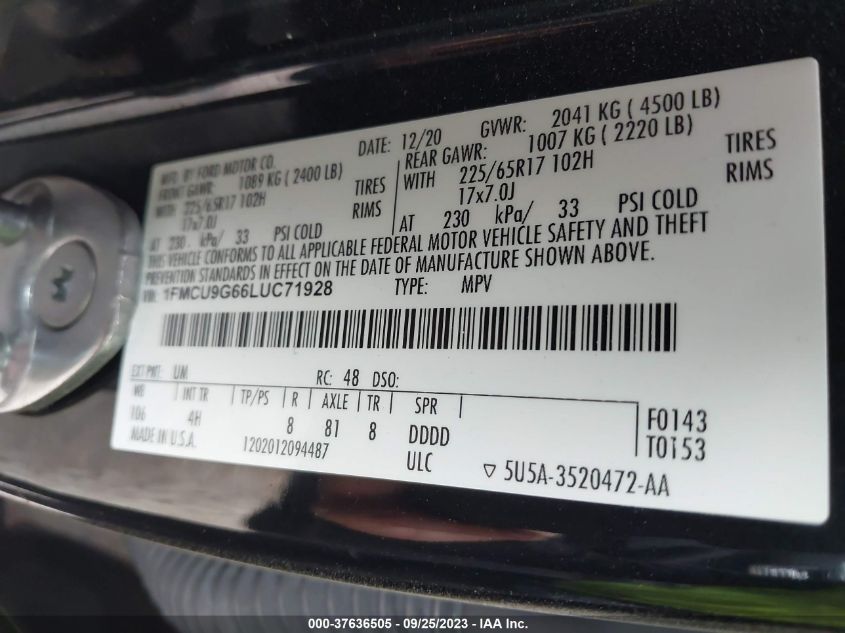 MFD. BY FORD MOTOR CO. DATE: 12/20 GVWR: 2041 KG ( 4500 LB)
FRONT GAWR: 1089 KG ( 2400 LB) REAR GAWR: 1007 KG ( 2220 LB)
WITH 225/65R17 102H TIRES WITH 225/65R17 102H TIRES
17x7.0J RIMS 17x7.0J RIMS
AT 230 kPa/ 33 PSI COLD AT 230 kPa/ 33 PSI COLD
THIS VEHICLE CONFORMS TO ALL APPLICABLE FEDERAL MOTOR VEHICLE SAFETY AND THEFT
PREVENTION STANDARDS IN EFFECT ON THE DATE OF MANUFACTURE SHOWN ABOVE.
VIN: 1FMCU9G66LUC71928 TYPE: MPV
EXT PNT: UM RC: 48 DSO:
WB INT TR TP/PS R AXLE TR SPR
106 4H 8 81 8 DDDD F0143
MADE IN U.S.A. 1202012094487 ULC T0153
5U5A-3520472-AA
000-37636505 - 09/25/2023 - IAA Inc.